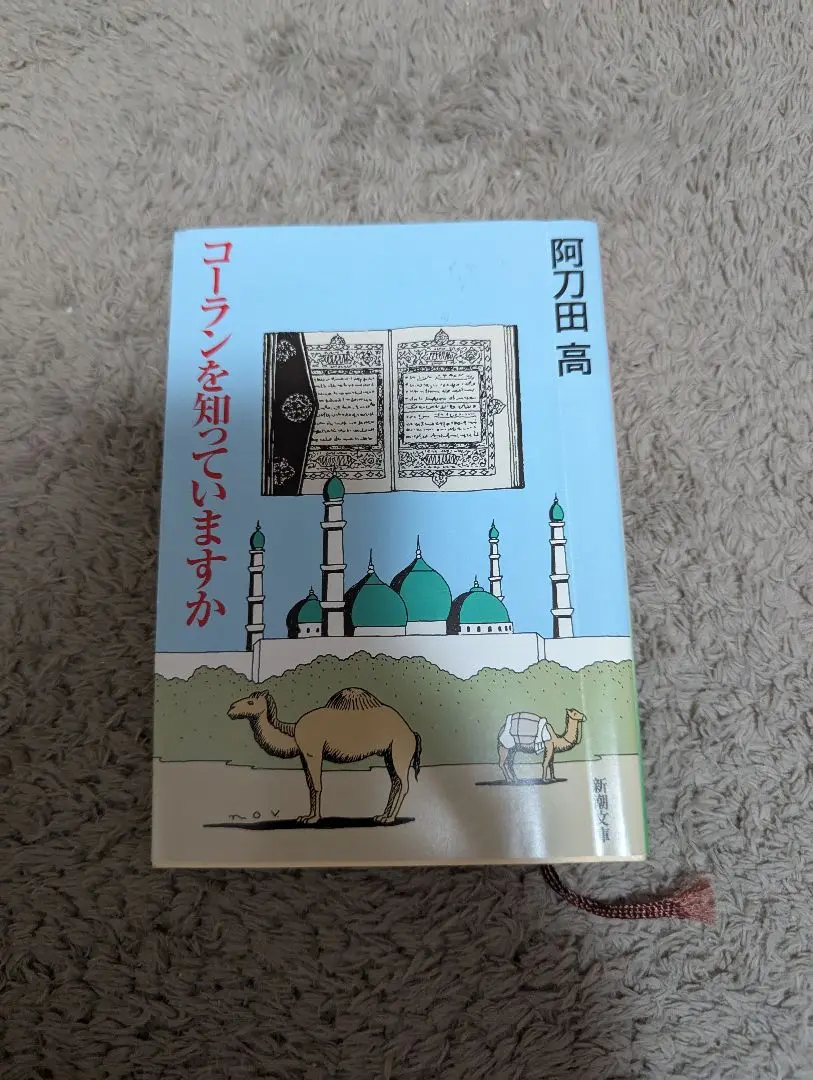 阿刀田 高
コーランを知っていますか
新潮文庫
nov.